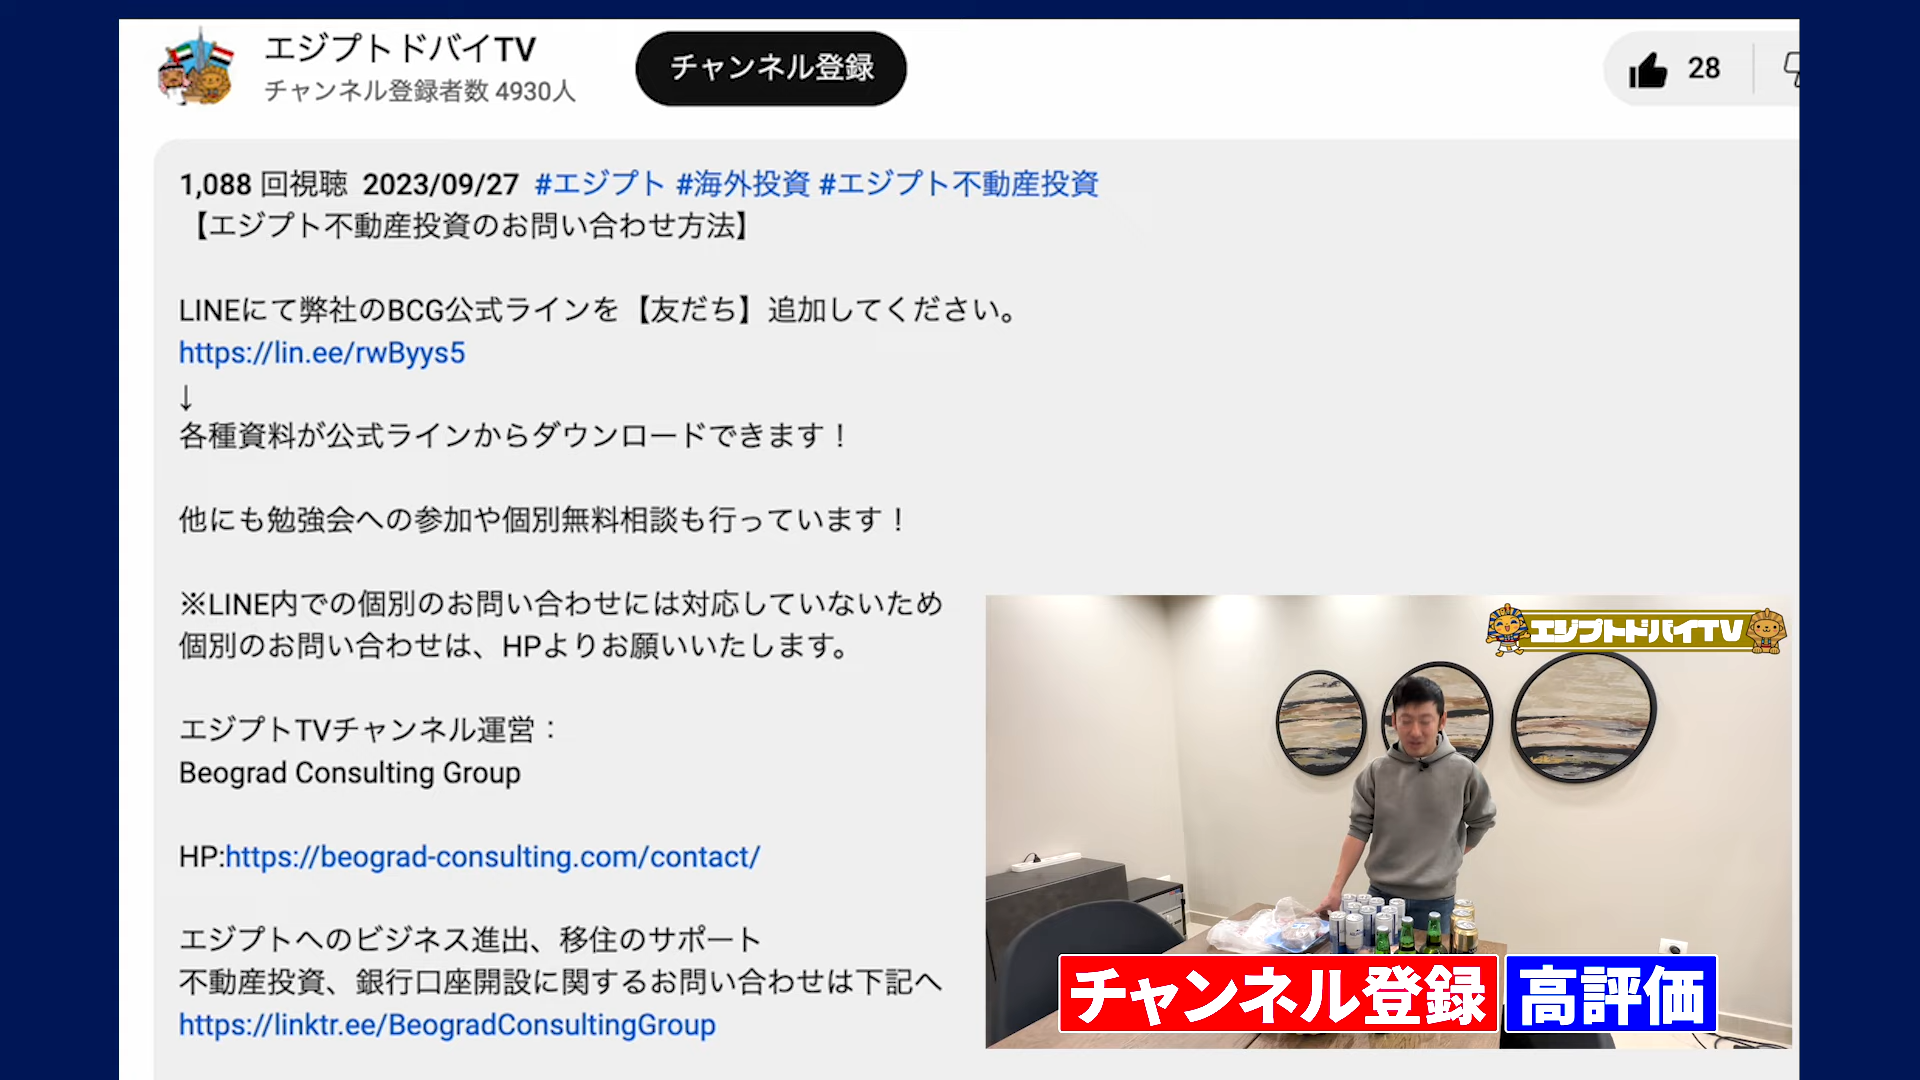 エジプトドバイTV
チャンネル登録者数 4930人
チャンネル登録
28
1,088 回視聴 2023/09/27 #エジプト #海外投資 #エジプト不動産投資
【エジプト不動産投資のお問い合わせ方法】
LINEにて弊社のBCG公式ラインを【友だち】追加してください。
https://lin.ee/rwByys5
↓
各種資料が公式ラインからダウンロードできます！
他にも勉強会への参加や個別無料相談も行っています！
※LINE内での個別のお問い合わせには対応していないため
個別のお問い合わせは、HPよりお願いいたします。
エジプトTVチャンネル運営：
Beograd Consulting Group
HP:https://beograd-consulting.com/contact/
エジプトへのビジネス進出、移住のサポート
不動産投資、銀行口座開設に関するお問い合わせは下記へ
https://linktr.ee/BeogradConsultingGroup
エジプトドバイTV
チャンネル登録 高評価